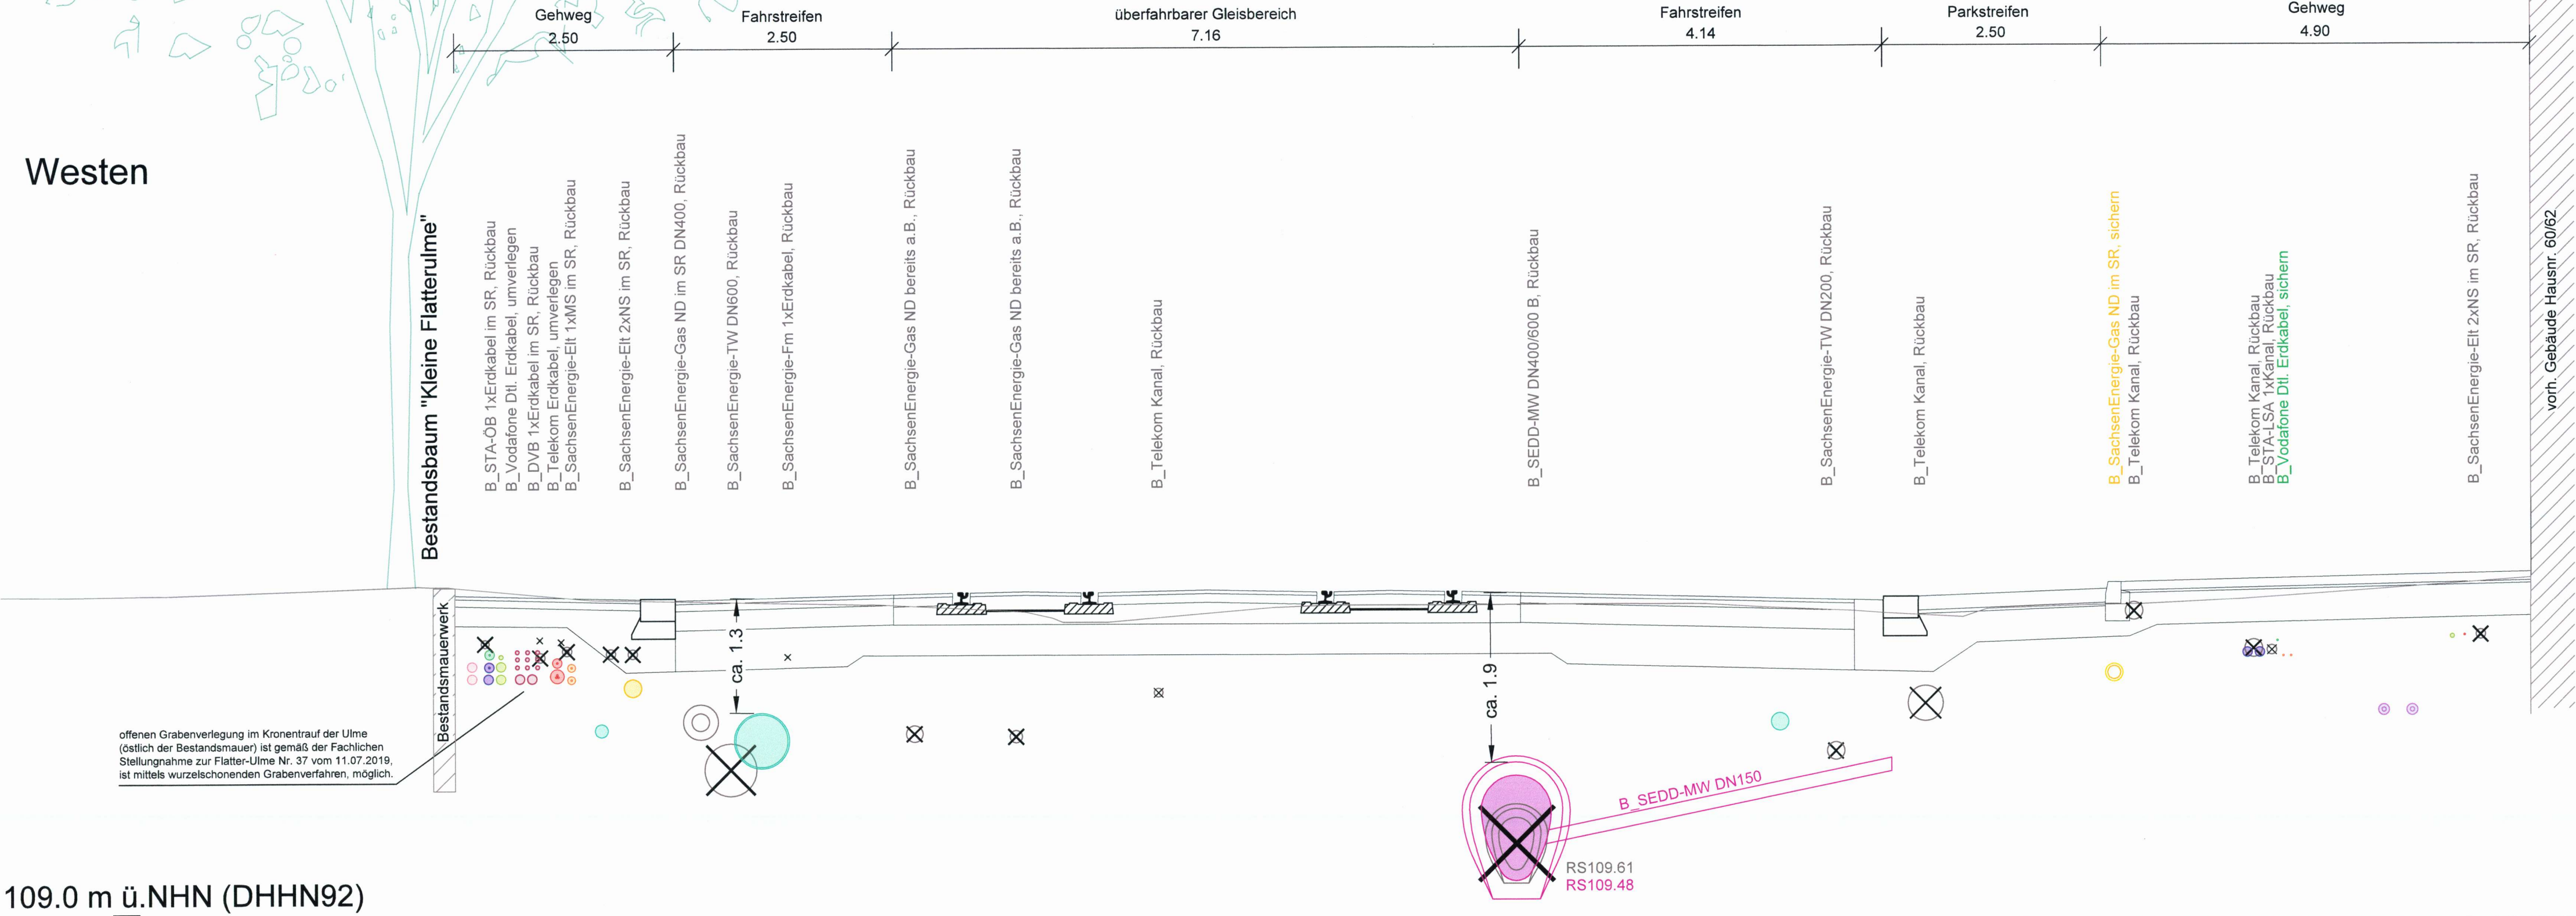 Gehweg
2.50
Fahrstreifen
2.50
überfahrbarer Gleisbereich
7.16
Fahrstreifen
4.14
Parkstreifen
2.50
Gehweg
4.90
Westen
Bestandsbaum "Kleine Flatterulme"
B_STA-ÖB 1xErdkabel im SR, Rückbau
B_Vodafone Dtl. Erdkabel, umverlegen
B_DVB 1xErdkabel im SR, Rückbau
B_Telekom Erdkabel, umverlegen
B_SachsenEnergie-Elt 1xMS im SR, Rückbau
B_SachsenEnergie-Elt 2xNS im SR, Rückbau
B_SachsenEnergie-Gas ND im SR DN400, Rückbau
B_SachsenEnergie-TW DN600, Rückbau
B_SachsenEnergie-Fm 1xErdkabel, Rückbau
B_SachsenEnergie-Gas ND bereits a.B., Rückbau
B_SachsenEnergie-Gas ND bereits a.B., Rückbau
B_Telekom Kanal, Rückbau
B_SEDD-MW DN400/600 B, Rückbau
B_SachsenEnergie-TW DN200, Rückbau
B_Telekom Kanal, Rückbau
B_SachsenEnergie-Gas ND im SR, sichern
B_Telekom Kanal, Rückbau
B_Telekom Kanal, Rückbau
B_STA-LSA 1xKanal, Rückbau
B_Vodafone Dtl. Erdkabel, sichern
B_SachsenEnergie-Elt 2xNS im SR, Rückbau
vorh. Gebäude Hausnr. 60/62
Bestandsmauerwerk
ca. 1.3
ca. 1.9
offenen Grabenverlegung im Kronentrauf der Ulme
(östlich der Bestandsmauer) ist gemäß der Fachlichen
Stellungnahme zur Flatter-Ulme Nr. 37 vom 11.07.2019,
ist mittels wurzelschonenden Grabenverfahren, möglich.
B_SEDD-MW DN150
RS109.61
RS109.48
109.0 m ü.NHN (DHHN92)